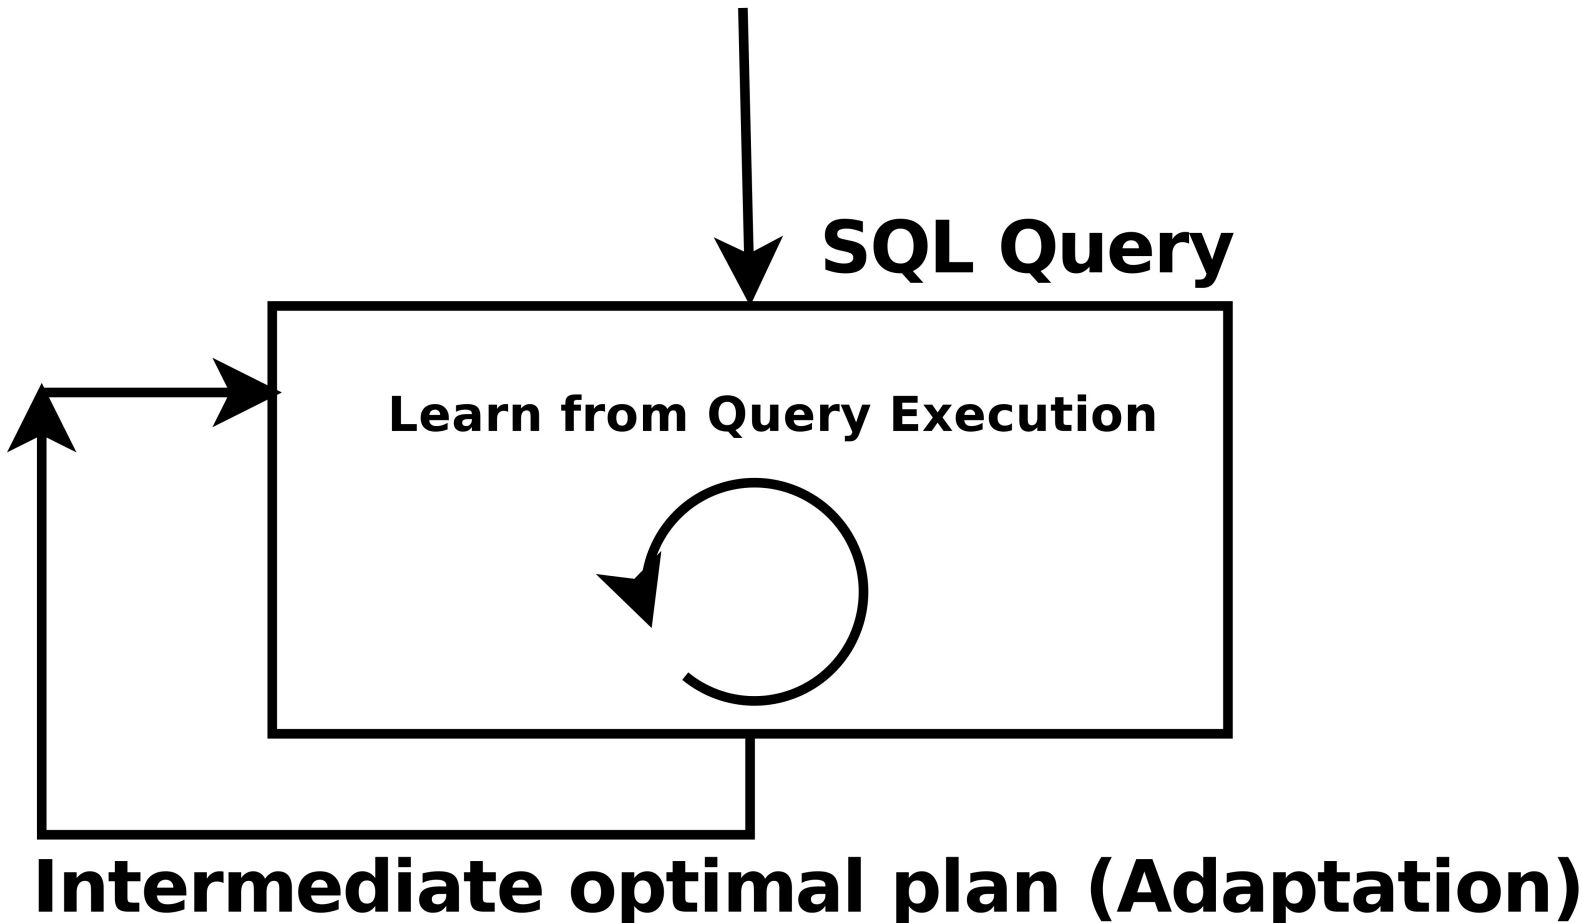 SQL Query
Learn from Query Execution
Intermediate optimal plan (Adaptation)